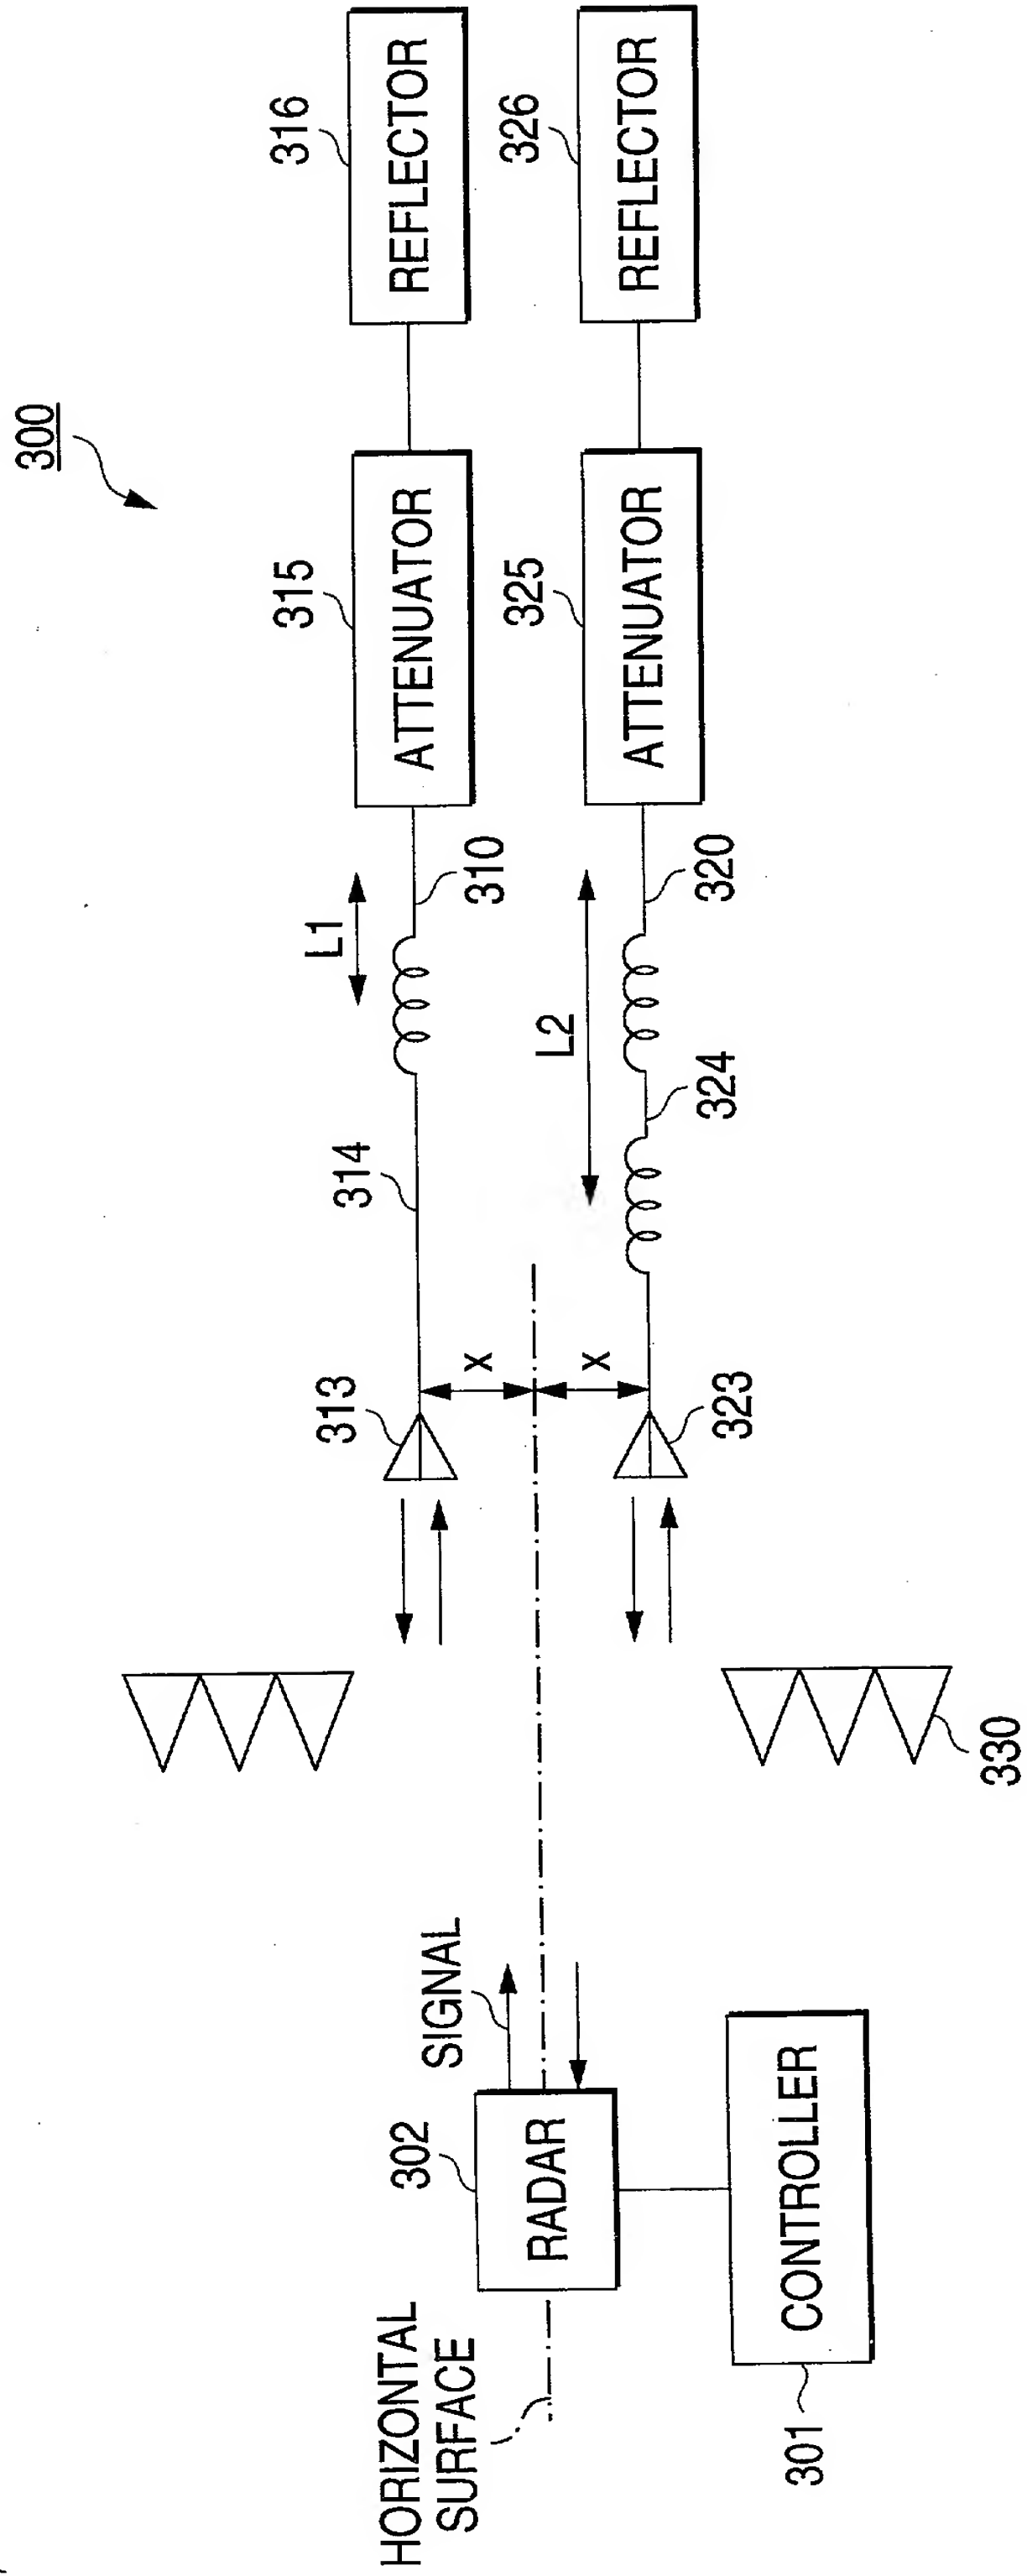 300
316
REFLECTOR
326
REFLECTOR
315
ATTENUATOR
325
ATTENUATOR
L1
310
L2
320
314
324
313
X
X
323
330
SIGNAL
302
RADAR
HORIZONTAL
SURFACE
CONTROLLER
301